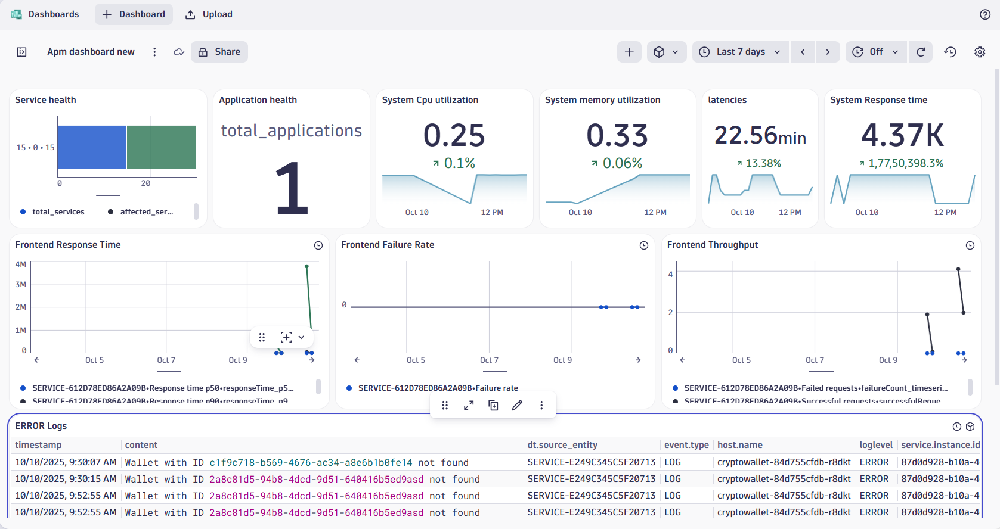 Dashboards
Dashboard
Upload
Apm dashboard new
Share
Last 7 days
Off
Service health
15 • 0 • 15
0
20
total_services
affected_ser...
Application health
total_applications
1
System Cpu utilization
0.25
0.1%
Oct 10
12 PM
System memory utilization
0.33
0.06%
Oct 10
12 PM
latencies
22.56min
13.38%
Oct 10
12 PM
System Response time
4.37K
1,77,50,398.3%
Oct 10
12 PM
Frontend Response Time
4M
3M
2M
1M
0
Oct 5
Oct 7
Oct 9
SERVICE-612D78ED86A2A09B•Response time p50•responseTime_p5...
SERVICE-612D78ED86A2A09B•Response time p90•responseTime_p9
Frontend Failure Rate
0
Oct 5
Oct 7
Oct 9
SERVICE-612D78ED86A2A09B•Failure rate
Frontend Throughput
4
2
0
Oct 5
Oct 7
Oct 9
SERVICE-612D78ED86A2A09B•Failed requests•failureCount_timeseri...
SERVICE-612D78ED86A2A09B•Successful requests•successfulReque
ERROR Logs
timestamp content dt.source_entity event.type host.name loglevel service.instance.id
10/10/2025, 9:30:07 AM Wallet with ID c1f9c718-b569-4676-ac34-a8e6b1b0fe14 not found SERVICE-E249C345C5F20713 LOG cryptowallet-84d755cfdb-r8dkt ERROR 87d0d928-b10a-4
10/10/2025, 9:30:15 AM Wallet with ID 2a8c81d5-94b8-4dcd-9d51-640416b5ed9asd not found SERVICE-E249C345C5F20713 LOG cryptowallet-84d755cfdb-r8dkt ERROR 87d0d928-b10a-4
10/10/2025, 9:52:55 AM Wallet with ID 2a8c81d5-94b8-4dcd-9d51-640416b5ed9asd not found SERVICE-E249C345C5F20713 LOG cryptowallet-84d755cfdb-r8dkt ERROR 87d0d928-b10a-4
10/10/2025, 9:52:55 AM Wallet with ID 2a8c81d5-94b8-4dcd-9d51-640416b5ed9asd not found SERVICE-E249C345C5F20713 LOG cryptowallet-84d755cfdb-r8dkt ERROR 87d0d928-b10a-4